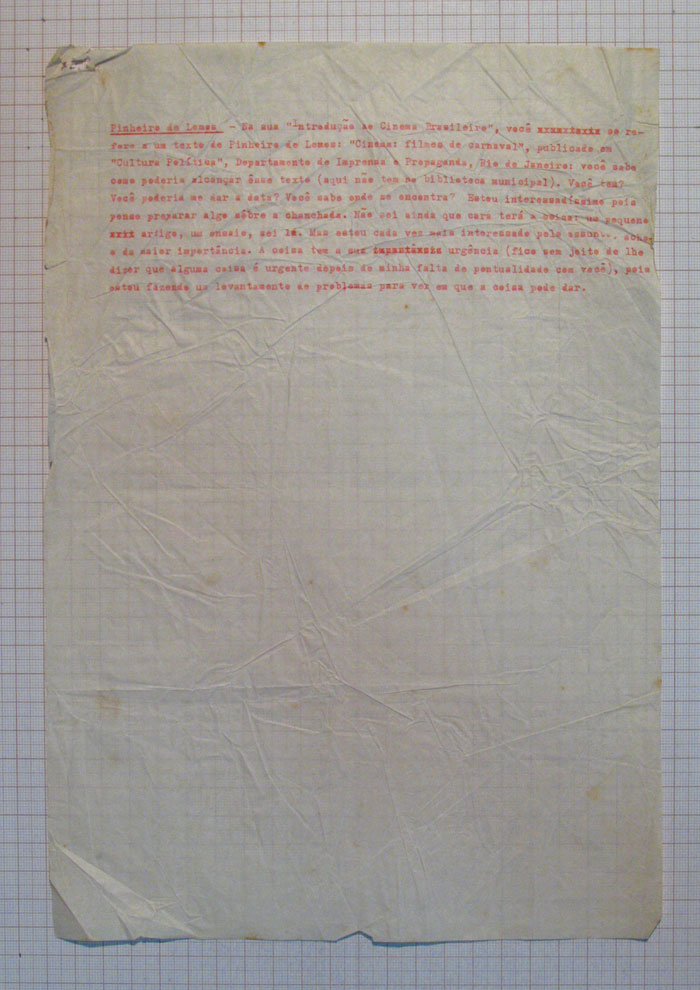 Pinheiro de Lemos - Na sua "Introdução ao Cinema Brasileiro", você xxxxxixxix se re-
fere a um texto de Pinheiro de Lemos: "Cinema: filmes de carnaval", publicado em
"Cultura Política", Departamento de Imprensa e Propaganda, Rio de Janeiro: você sabe
como poderia alcançar êsse texto (aqui não tem na biblioteca municipal). Você tem?
Você poderia me dar a data? Você sabe onde se encontra? Estou interessadíssimo pois
penso preparar algo sôbre a chanchada. Não sei ainda que cara terá a coisa: um pequeno
xxxi artigo, um ensaio, sei lá. Mas estou cada vez mais interessado pelo assunto, acho
o da maior importância. A coisa tem a sua urgência (fico sem jeito de lhe
dizer que alguma coisa é urgente depois de minha falta de pontualidade com você), pois
estou fazendo um levantamento de problemas para ver em que a coisa pode dar.